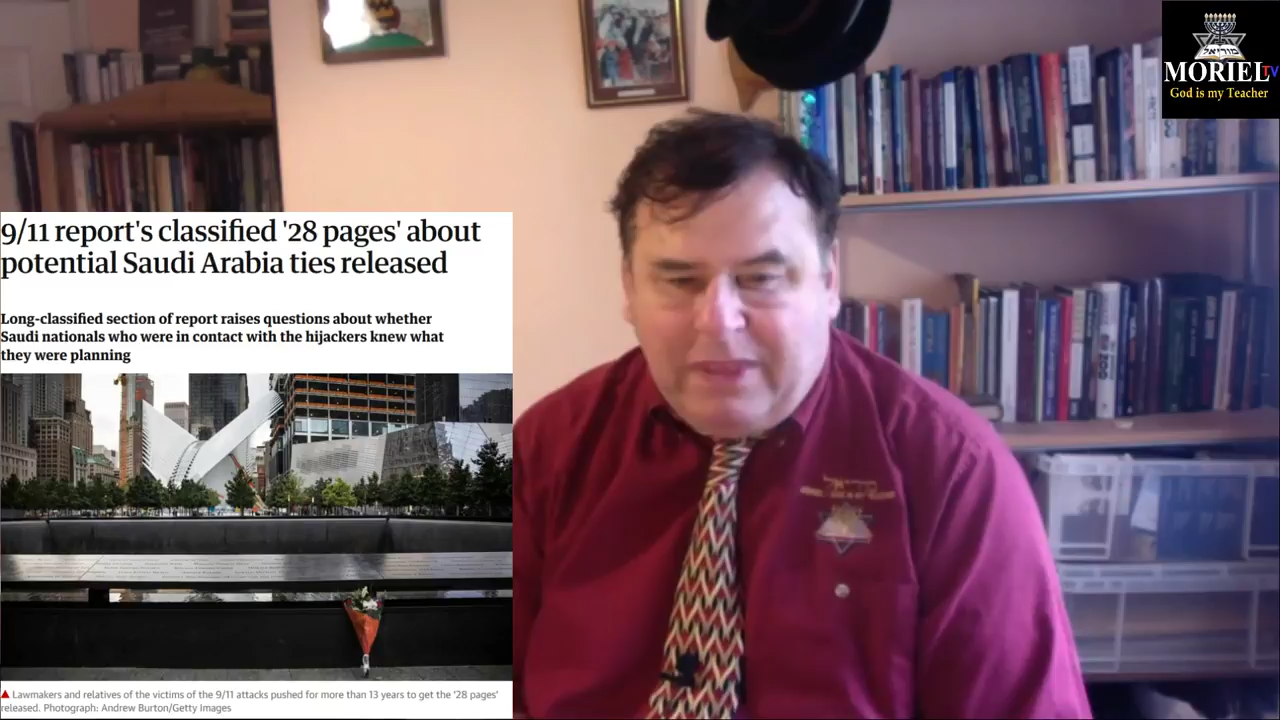 9/11 report's classified '28 pages' about
potential Saudi Arabia ties released
Long-classified section of report raises questions about whether
Saudi nationals who were in contact with the hijackers knew what
they were planning
▲ Lawmakers and relatives of the victims of the 9/11 attacks pushed for more than 13 years to get the '28 pages'
released. Photograph: Andrew Burton/Getty Images
מוריאל
MORIEL TV
God is my Teacher